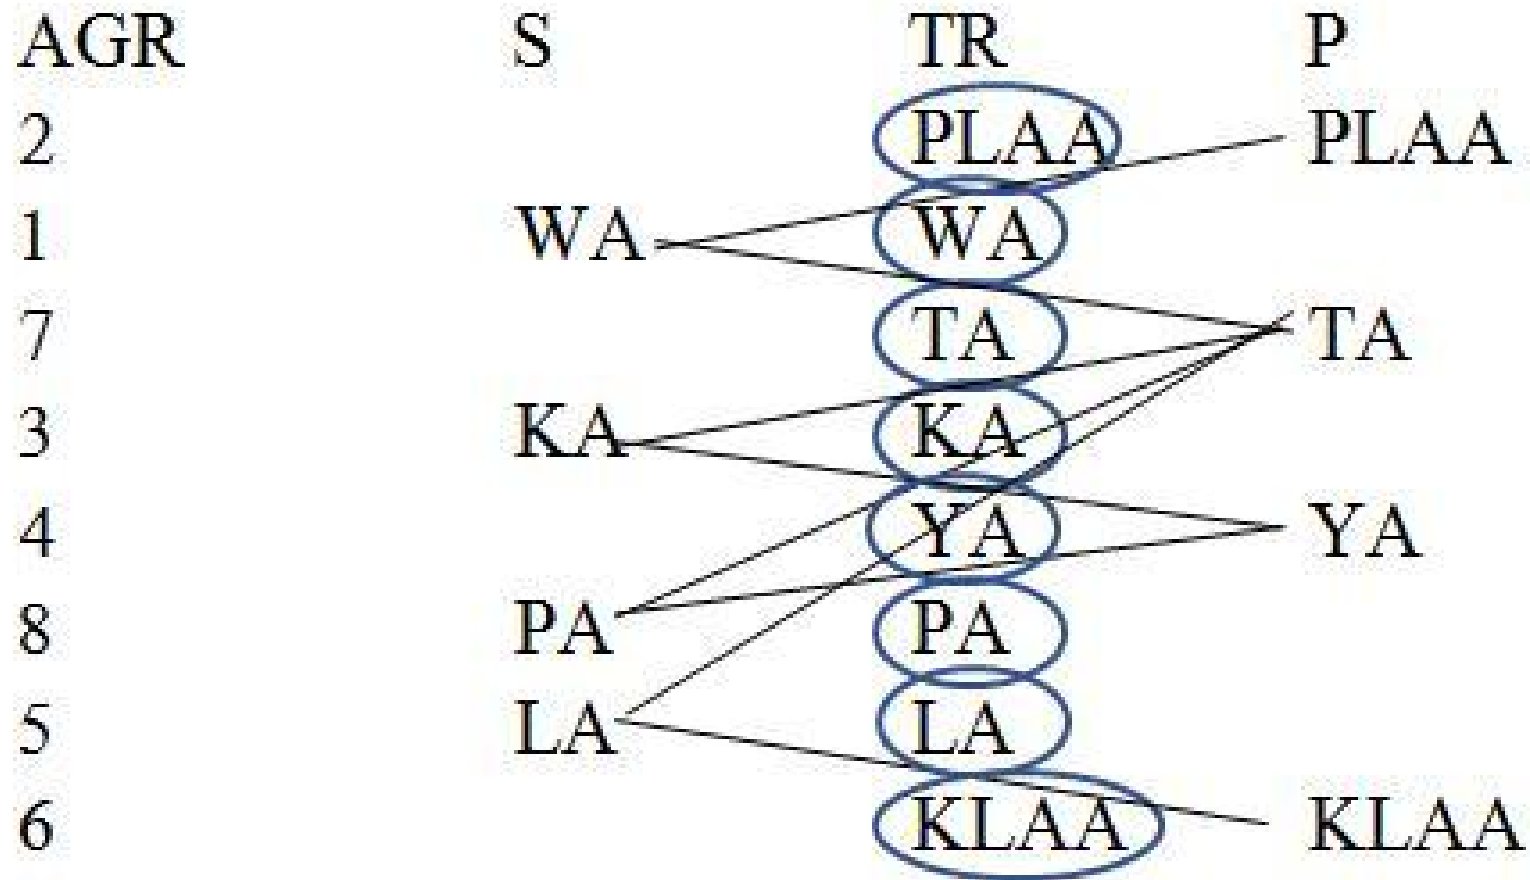 AGR S TR P
2 PLAA PLAA
1 WA WA
7 TA TA
3 KA KA
4 YA YA
8 PA PA
5 LA LA
6 KLAA KLAA